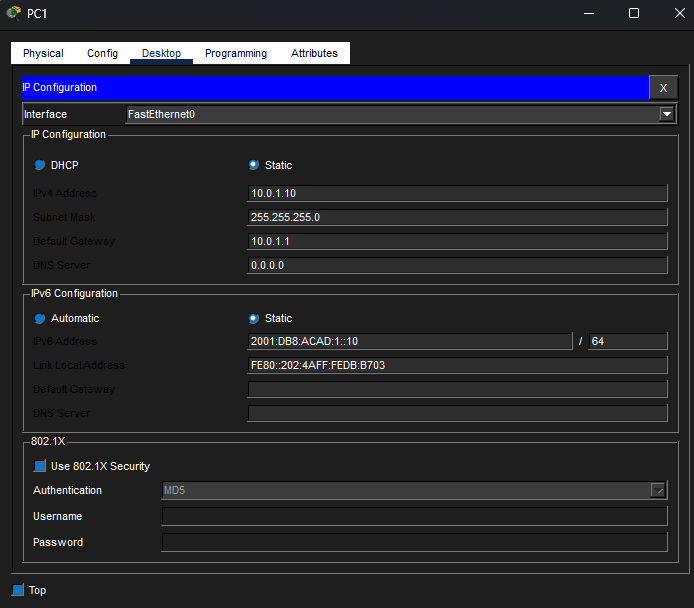 PC1
Physical Config Desktop Programming Attributes
IP Configuration X
Interface FastEthernet0
IP Configuration
DHCP Static
IPv4 Address 10.0.1.10
Subnet Mask 255.255.255.0
Default Gateway 10.0.1.1
DNS Server 0.0.0.0
IPv6 Configuration
Automatic Static
IPv6 Address 2001:DB8:ACAD:1::10 / 64
Link Local Address FE80::202:4AFF:FEDB:B703
Default Gateway
DNS Server
802.1X
Use 802.1X Security
Authentication MD5
Username
Password
Top